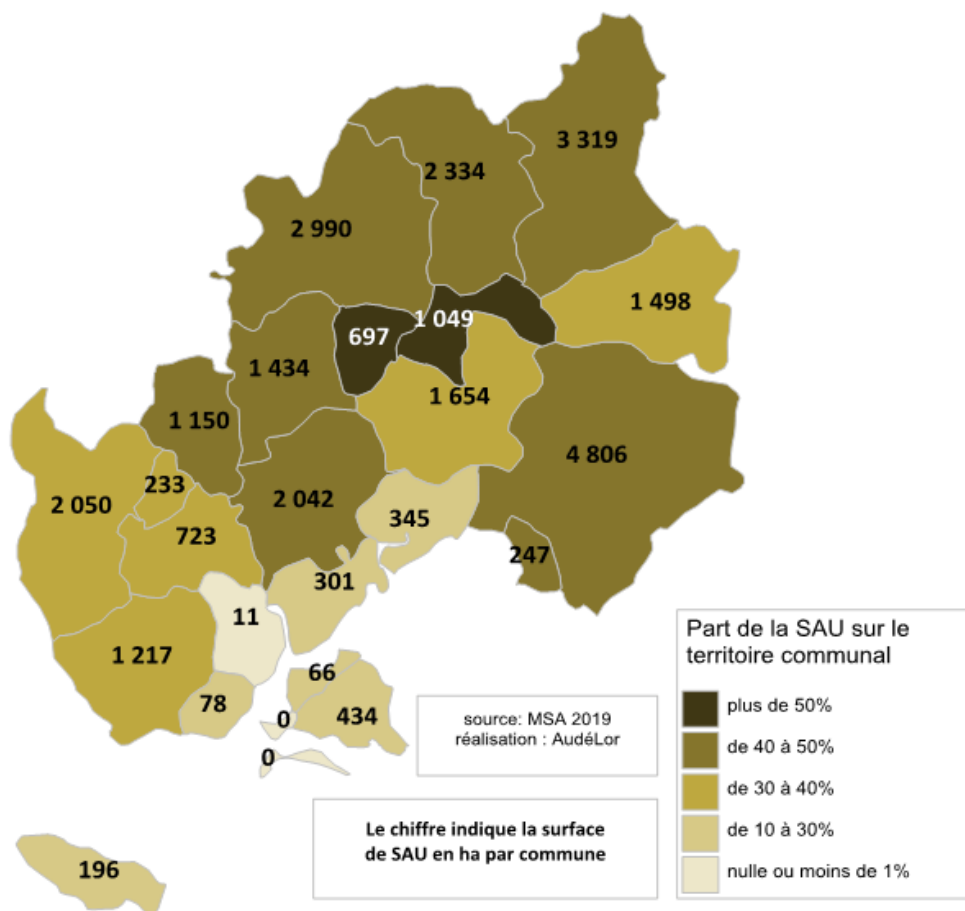 3 319
2 334
2 990
1 498
1 049
697
1 434
1 654
1 150
4 806
233
2 050
2 042
345
723
247
301
11
1 217
66
78
434
0
0
196
source: MSA 2019
réalisation : AudéLor
Le chiffre indique la surface
de SAU en ha par commune
Part de la SAU sur le
territoire communal
plus de 50%
de 40 à 50%
de 30 à 40%
de 10 à 30%
nulle ou moins de 1%